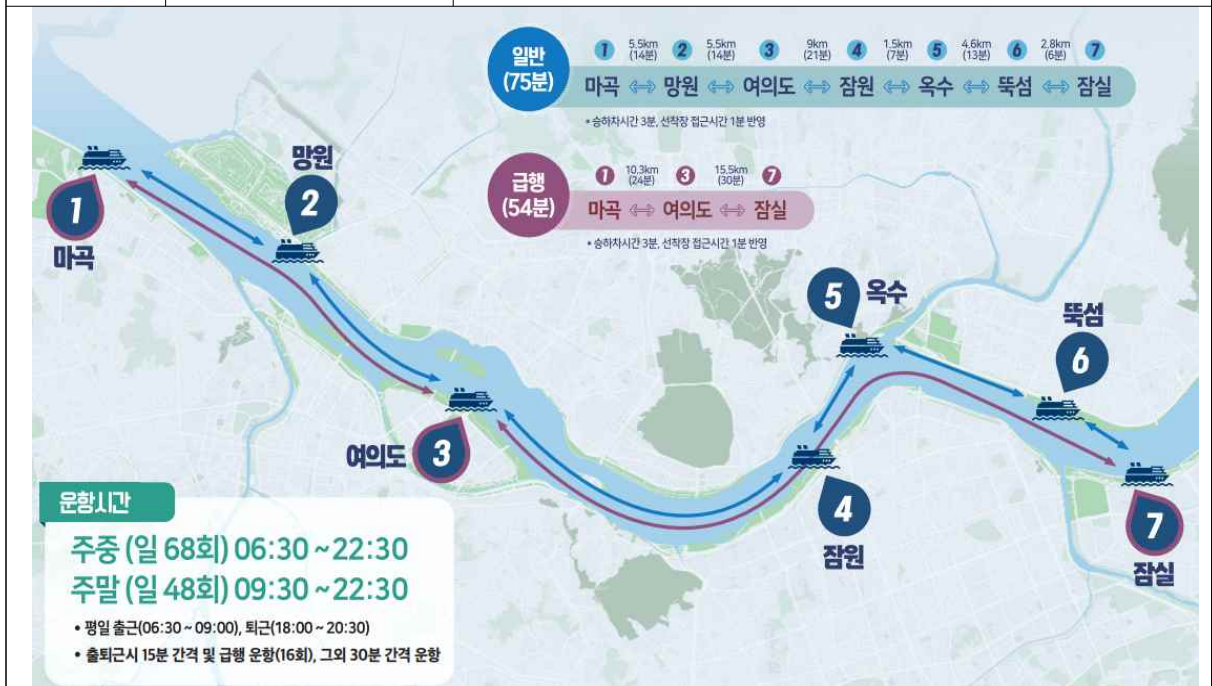 일반
(75분)
1 5.5km (14분) 2 5.5km (14분) 3 9km (21분) 4 1.5km (7분) 5 4.6km (13분) 6 2.8km (6분) 7
마곡 ⇔ 망원 ⇔ 여의도 ⇔ 잠원 ⇔ 옥수 ⇔ 뚝섬 ⇔ 잠실
* 승하차시간 3분, 선착장 접근시간 1분 반영
급행
(54분)
1 10.3km (24분) 3 15.5km (30분) 7
마곡 ⇔ 여의도 ⇔ 잠실
* 승하차시간 3분, 선착장 접근시간 1분 반영
1
마곡
망원
2
여의도
3
4
잠원
5
옥수
뚝섬
6
7
잠실
운항시간
주중 (일 68회) 06:30 ~ 22:30
주말 (일 48회) 09:30 ~ 22:30
• 평일 출근(06:30 ~ 09:00), 퇴근(18:00 ~ 20:30)
• 출퇴근시 15분 간격 및 급행 운항(16회), 그외 30분 간격 운항